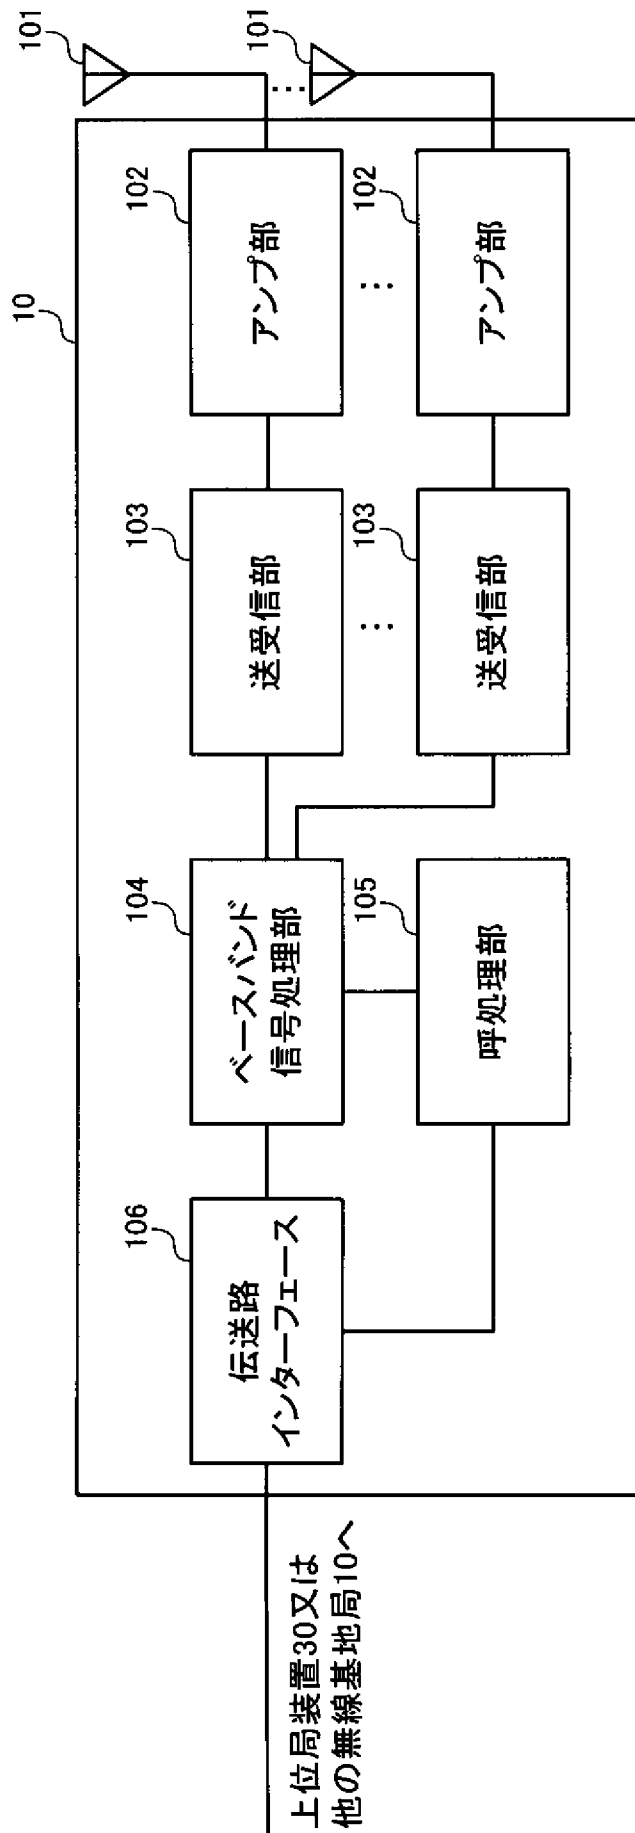 10
上位局装置30又は
他の無線基地局10へ
106
伝送路
インターフェース
104
ベースバンド
信号処理部
105
呼処理部
103
送受信部
⋮
103
送受信部
102
アンプ部
⋮
102
アンプ部
101
⋮
101